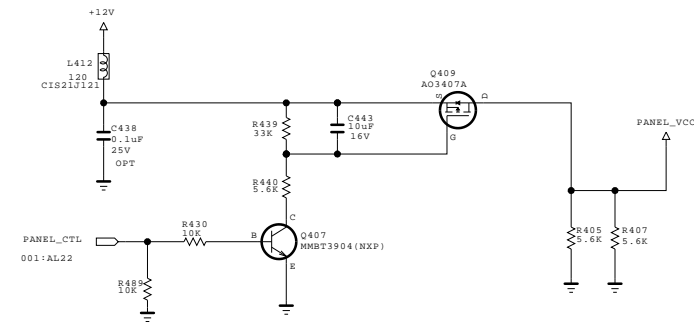 +12V
L412
120
CIS21J121
C438
0.1uF
25V
OPT
R439
33K
C443
10uF
16V
Q409
AO3407A
S
D
G
PANEL_VCC
R440
5.6K
C
B
E
Q407
MMBT3904(NXP)
R430
10K
PANEL_CTL
001:AL22
R489
10K
R405
5.6K
R407
5.6K